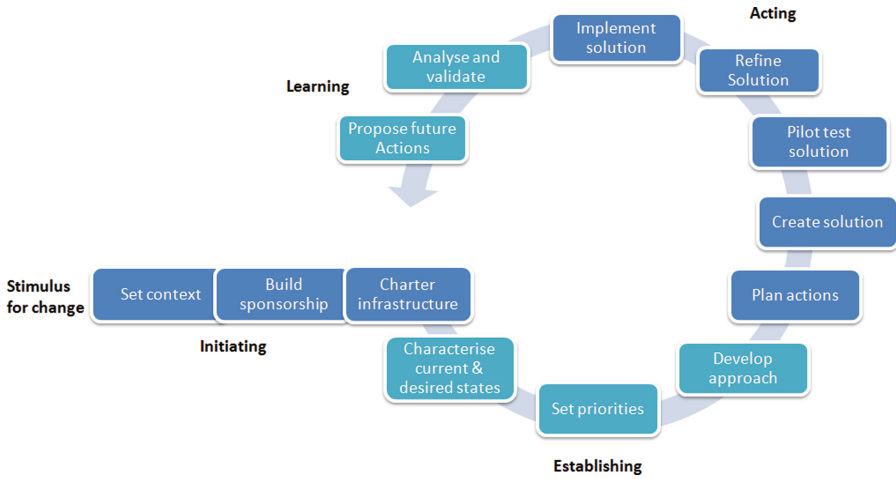 Acting
Implement
solution
Refine
Solution
Analyse and
validate
Learning
Propose future
Actions
Pilot test
solution
Create solution
Stimulus
for change
Set context
Build
sponsorship
Charter
infrastructure
Plan actions
Initiating
Characterise
current &
desired states
Develop
approach
Set priorities
Establishing